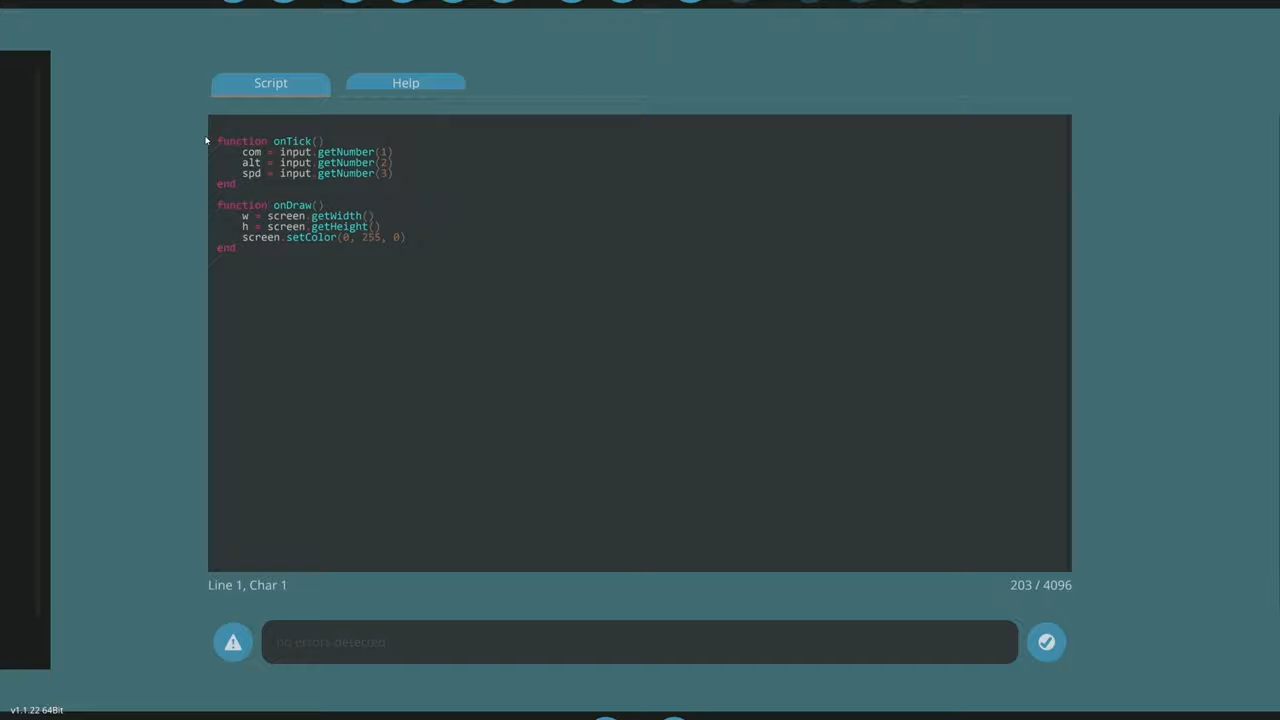 Script
Help
function onTick()
com = input.getNumber(1)
alt = input.getNumber(2)
spd = input.getNumber(3)
end
function onDraw()
w = screen.getWidth()
h = screen.getHeight()
screen.setColor(0, 255, 0)
end
Line 1, Char 1
203 / 4096
no errors detected
v1.1.22 64Bit